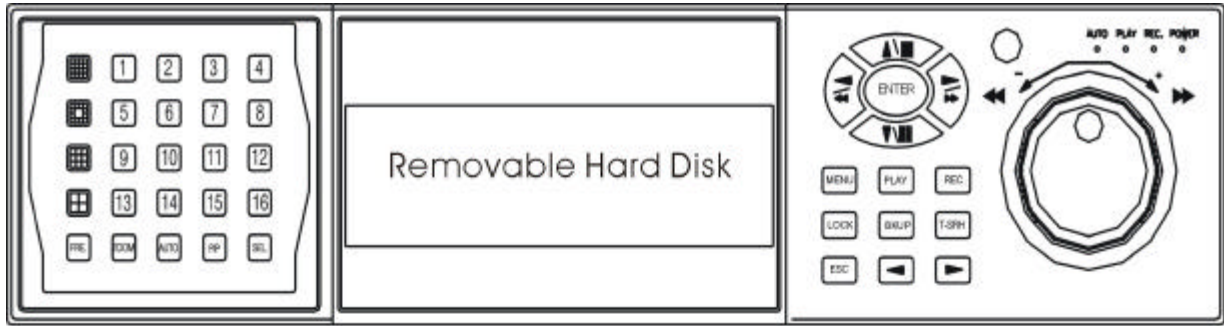 1 2 3 4
5 6 7 8
9 10 11 12
13 14 15 16
FRE. ZOOM AUTO PIP SEL.
Removable Hard Disk
AUTO PLAY REC. POWER
- +
ENTER
MENU PLAY REC
LOCK BKUP T-SRH
ESC